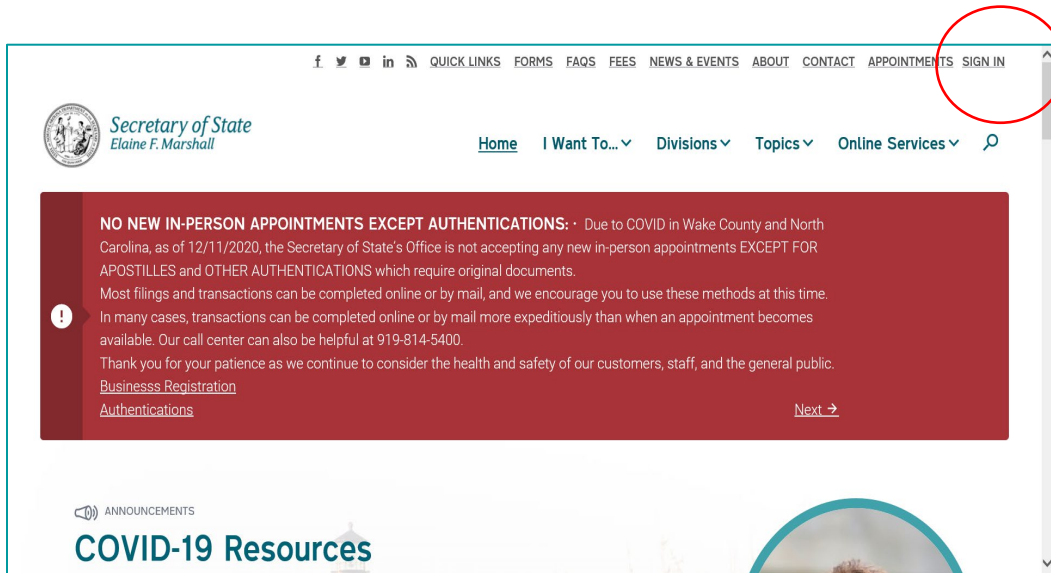 QUICK LINKS FORMS FAQS FEES NEWS & EVENTS ABOUT CONTACT APPOINTMENTS SIGN IN
Secretary of State
Elaine F. Marshall
Home I Want To... Divisions Topics Online Services
NO NEW IN-PERSON APPOINTMENTS EXCEPT AUTHENTICATIONS: · Due to COVID in Wake County and North
Carolina, as of 12/11/2020, the Secretary of State's Office is not accepting any new in-person appointments EXCEPT FOR
APOSTILLES and OTHER AUTHENTICATIONS which require original documents.
Most filings and transactions can be completed online or by mail, and we encourage you to use these methods at this time.
In many cases, transactions can be completed online or by mail more expeditiously than when an appointment becomes
available. Our call center can also be helpful at 919-814-5400.
Thank you for your patience as we continue to consider the health and safety of our customers, staff, and the general public.
Businesss Registration
Authentications Next →
ANNOUNCEMENTS
COVID-19 Resources